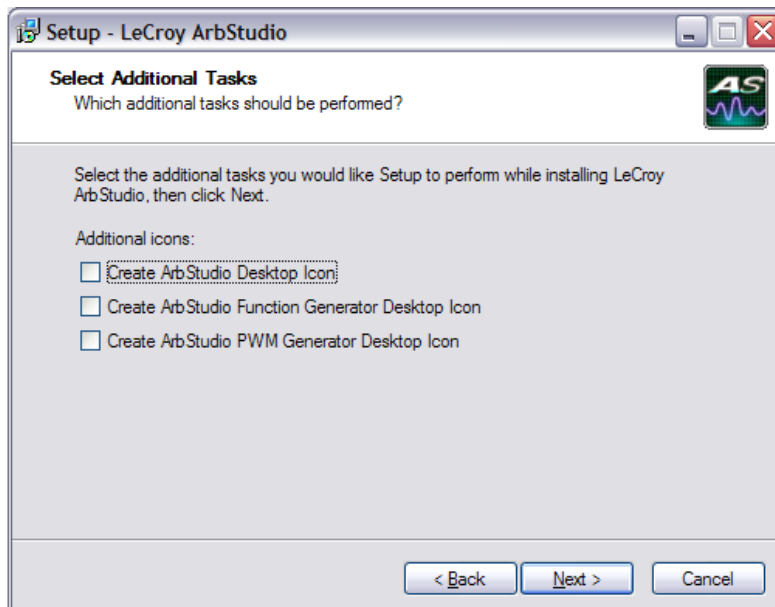 Setup - LeCroy ArbStudio
Select Additional Tasks
Which additional tasks should be performed?
AS
Select the additional tasks you would like Setup to perform while installing LeCroy
ArbStudio, then click Next.
Additional icons:
Create ArbStudio Desktop Icon
Create ArbStudio Function Generator Desktop Icon
Create ArbStudio PWM Generator Desktop Icon
< Back Next > Cancel